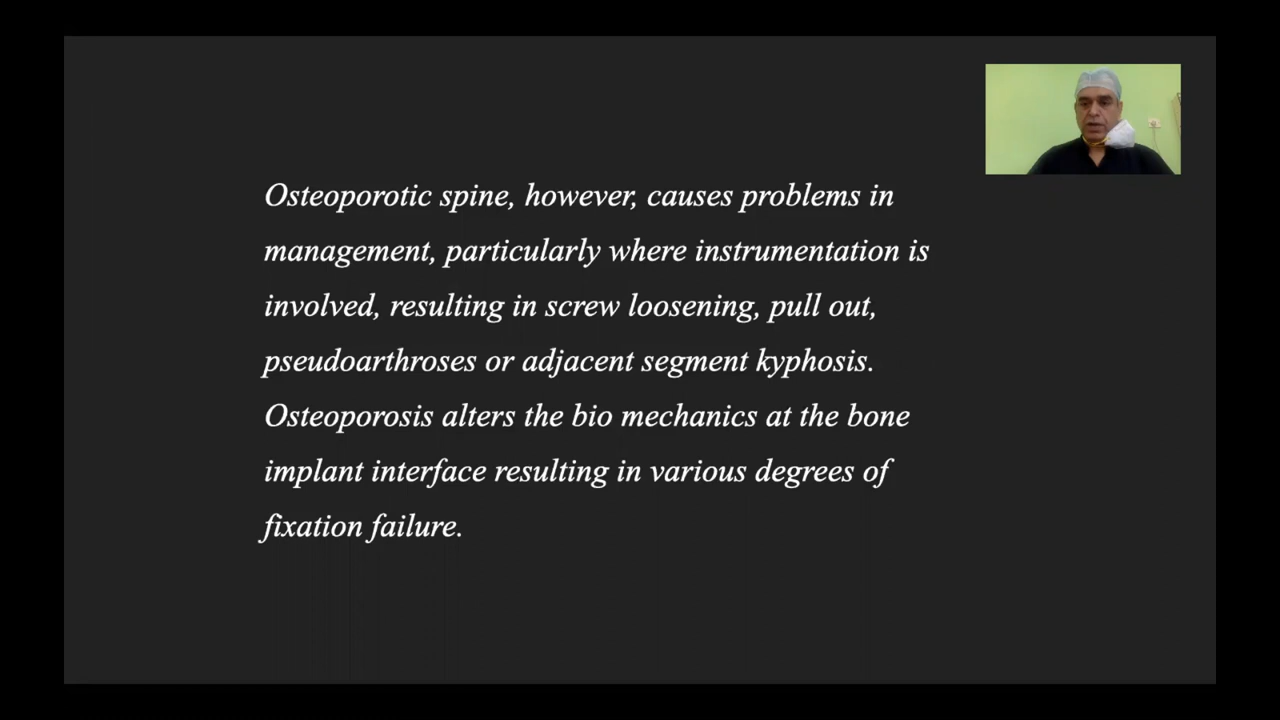 Osteoporotic spine, however, causes problems in
management, particularly where instrumentation is
involved, resulting in screw loosening, pull out,
pseudoarthroses or adjacent segment kyphosis.
Osteoporosis alters the bio mechanics at the bone
implant interface resulting in various degrees of
fixation failure.